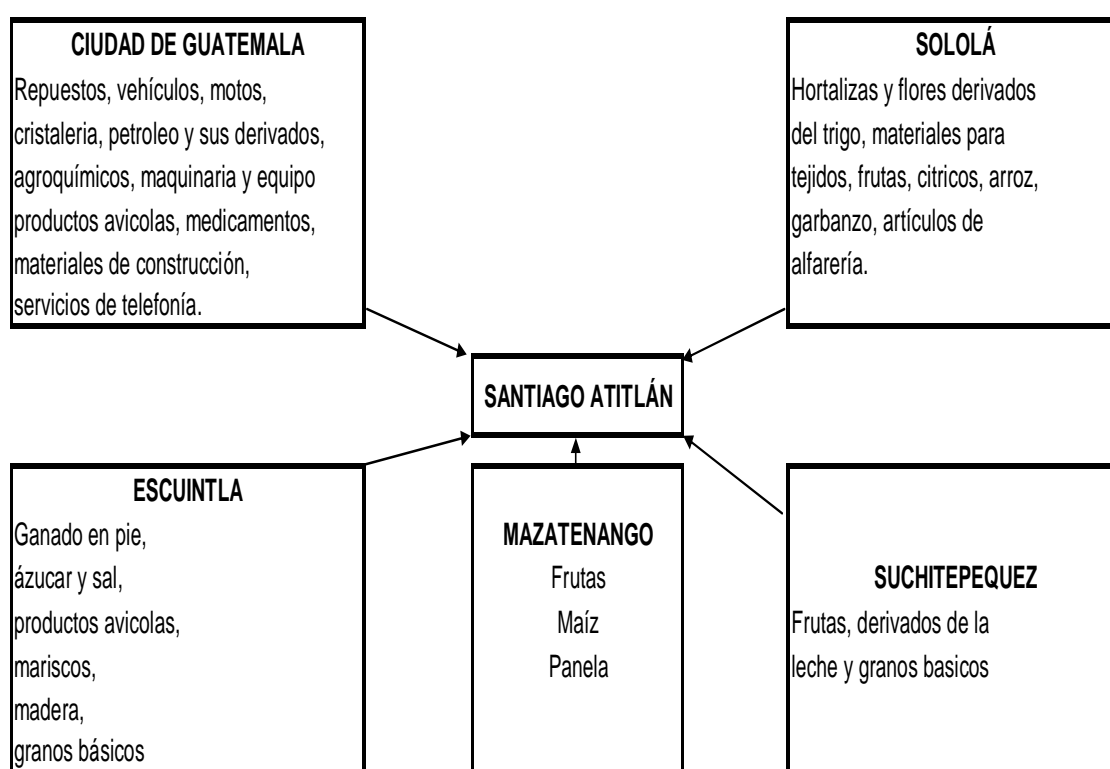 CIUDAD DE GUATEMALA
Repuestos, vehículos, motos,
cristaleria, petroleo y sus derivados,
agroquímicos, maquinaria y equipo
productos avicolas, medicamentos,
materiales de construcción,
servicios de telefonía.
SOLOLÁ
Hortalizas y flores derivados
del trigo, materiales para
tejidos, frutas, citricos, arroz,
garbanzo, artículos de
alfarería.
SANTIAGO ATITLÁN
ESCUINTLA
Ganado en pie,
ázucar y sal,
productos avicolas,
mariscos,
madera,
granos básicos
MAZATENANGO
Frutas
Maíz
Panela
SUCHITEPEQUEZ
Frutas, derivados de la
leche y granos basicos